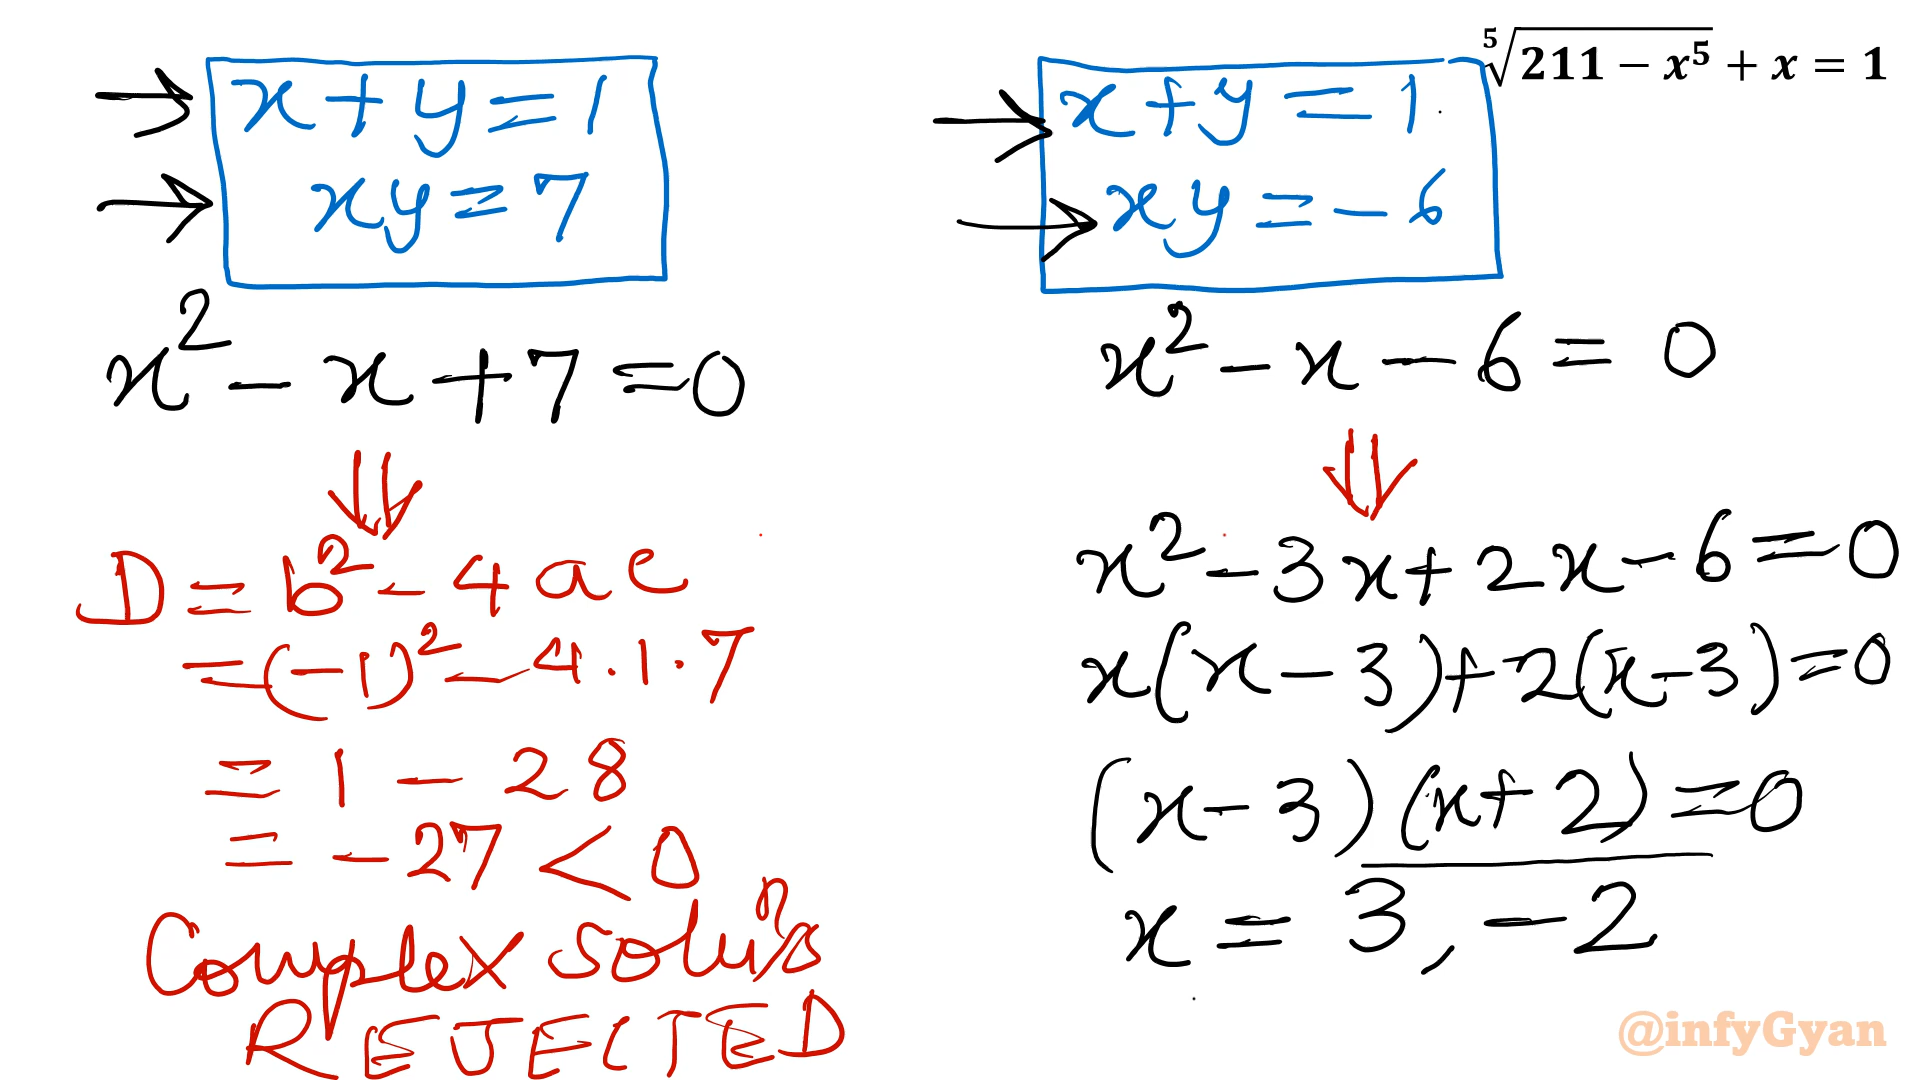 ⁵√(211 − x⁵) + x = 1
x + y = 1
xy = 7
x² − x + 7 = 0
D = b² − 4ac
= (−1)² − 4·1·7
= 1 − 28
= −27 < 0
Complex soluⁿs
REJECTED
x + y = 1
xy = −6
x² − x − 6 = 0
x² − 3x + 2x − 6 = 0
x(x − 3) + 2(x − 3) = 0
(x − 3)(x + 2) = 0
x = 3, −2
@infyGyan